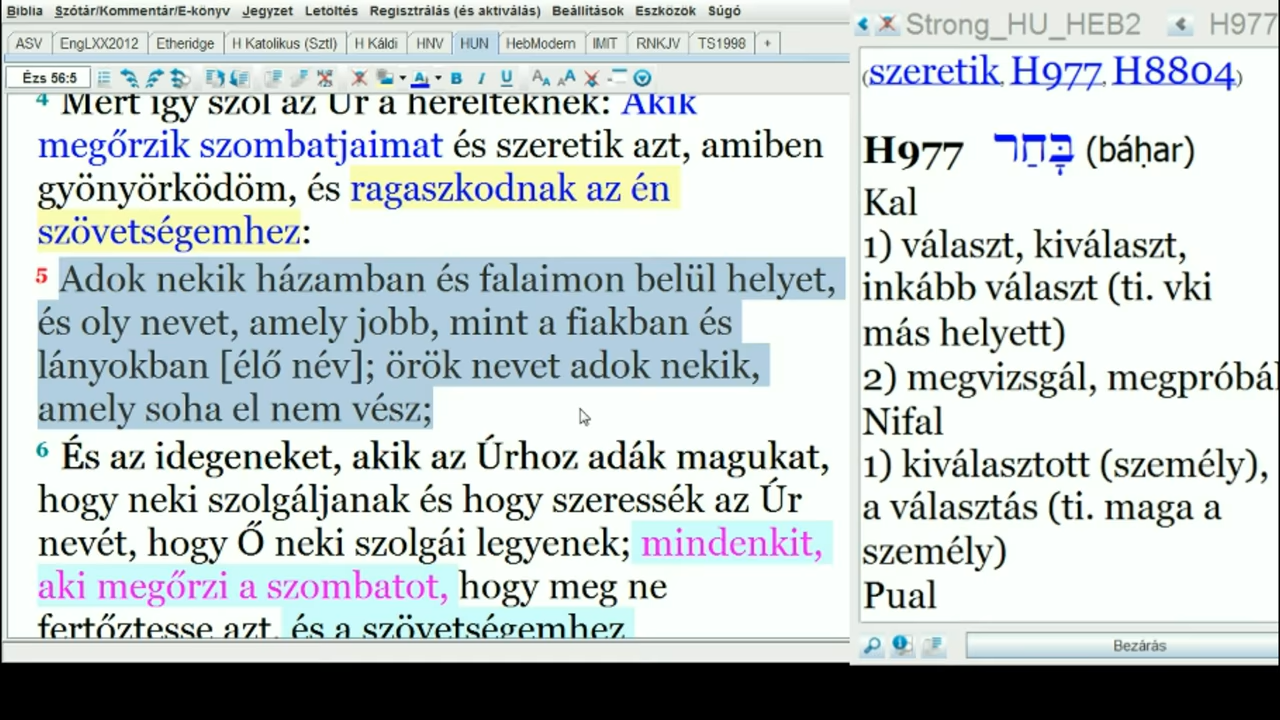 Biblia Szótár/Kommentár/E-könyv Jegyzet Letöltés Regisztrálás (és aktiválás) Beállítások Eszközök Súgó
ASV EngLXX2012 Etheridge H Katolikus (Sztl) H Káldi HNV HUN HebModern IMIT RNKJV TS1998 +
Ézs 56:5
4 Mert így szól az Úr a herélteknek: Akik
megőrzik szombatjaimat és szeretik azt, amiben
gyönyörködöm, és ragaszkodnak az én
szövetségemhez:
5 Adok nekik házamban és falaimon belül helyet,
és oly nevet, amely jobb, mint a fiakban és
lányokban [élő név]; örök nevet adok nekik,
amely soha el nem vész;
6 És az idegeneket, akik az Úrhoz adák magukat,
hogy neki szolgáljanak és hogy szeressék az Úr
nevét, hogy Ő neki szolgái legyenek; mindenkit,
aki megőrzi a szombatot, hogy meg ne
fertőztesse azt, és a szövetségemhez
Strong_HU_HEB2 H977
(szeretik, H977, H8804)
H977 בָּחַר (báḥar)
Kal
1) választ, kiválaszt,
inkább választ (ti. vki
más helyett)
2) megvizsgál, megpróbál
Nifal
1) kiválasztott (személy),
a választás (ti. maga a
személy)
Pual
Bezárás